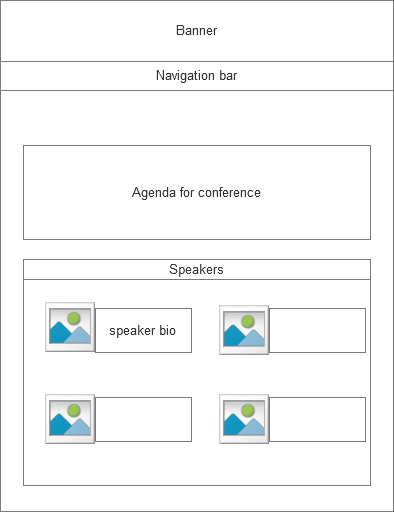 Banner
Navigation bar
Agenda for conference
Speakers
speaker bio